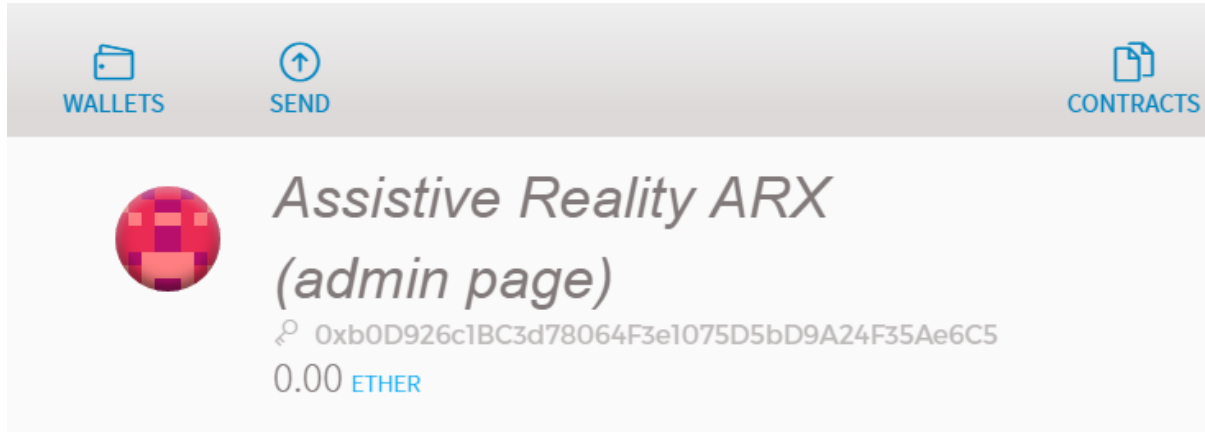 WALLETS
SEND
CONTRACTS
Assistive Reality ARX
(admin page)
0xb0D926c1BC3d78064F3e1075D5bD9A24F35Ae6C5
0.00 ETHER